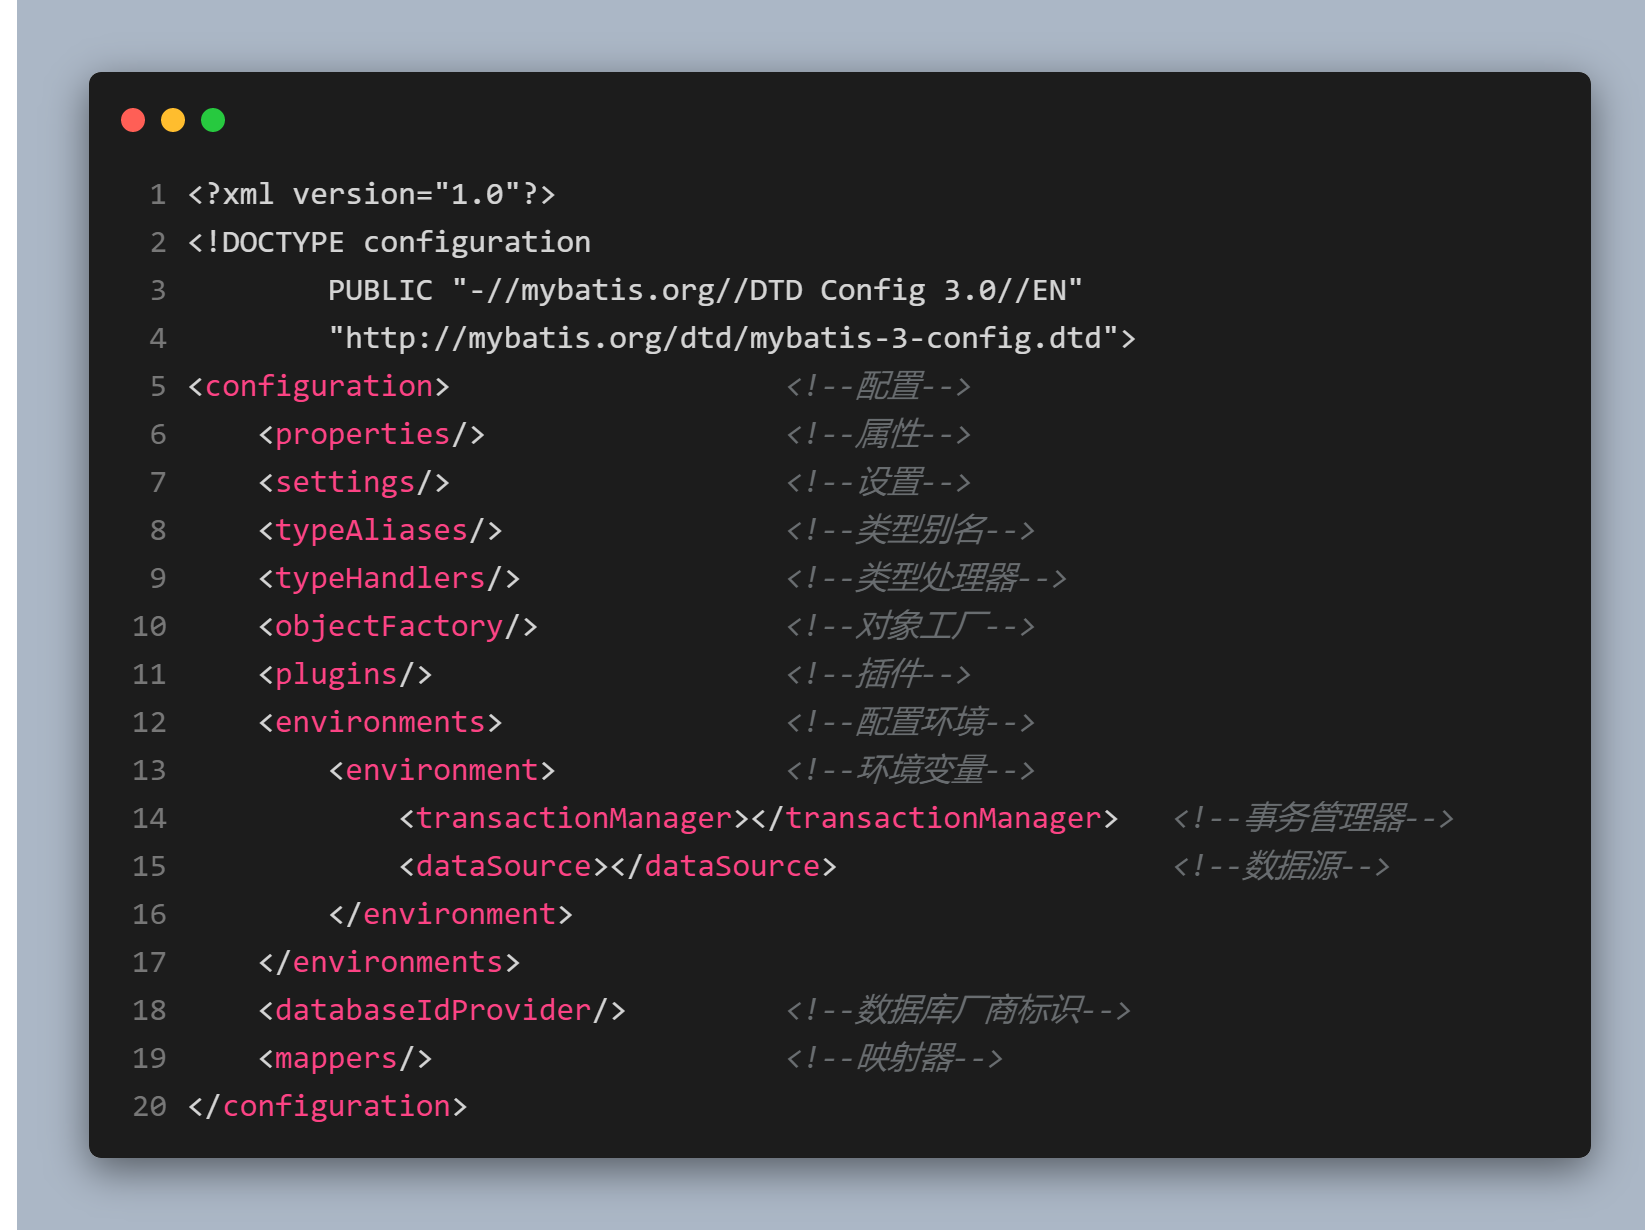 1 <?xml version="1.0"?>
2 <!DOCTYPE configuration
3         PUBLIC "-//mybatis.org//DTD Config 3.0//EN"
4         "http://mybatis.org/dtd/mybatis-3-config.dtd">
5 <configuration>                   <!--配置-->
6     <properties/>                 <!--属性-->
7     <settings/>                   <!--设置-->
8     <typeAliases/>                <!--类型别名-->
9     <typeHandlers/>               <!--类型处理器-->
10     <objectFactory/>              <!--对象工厂-->
11     <plugins/>                    <!--插件-->
12     <environments>                <!--配置环境-->
13         <environment>             <!--环境变量-->
14             <transactionManager></transactionManager>   <!--事务管理器-->
15             <dataSource></dataSource>                   <!--数据源-->
16         </environment>
17     </environments>
18     <databaseIdProvider/>         <!--数据库厂商标识-->
19     <mappers/>                    <!--映射器-->
20 </configuration>